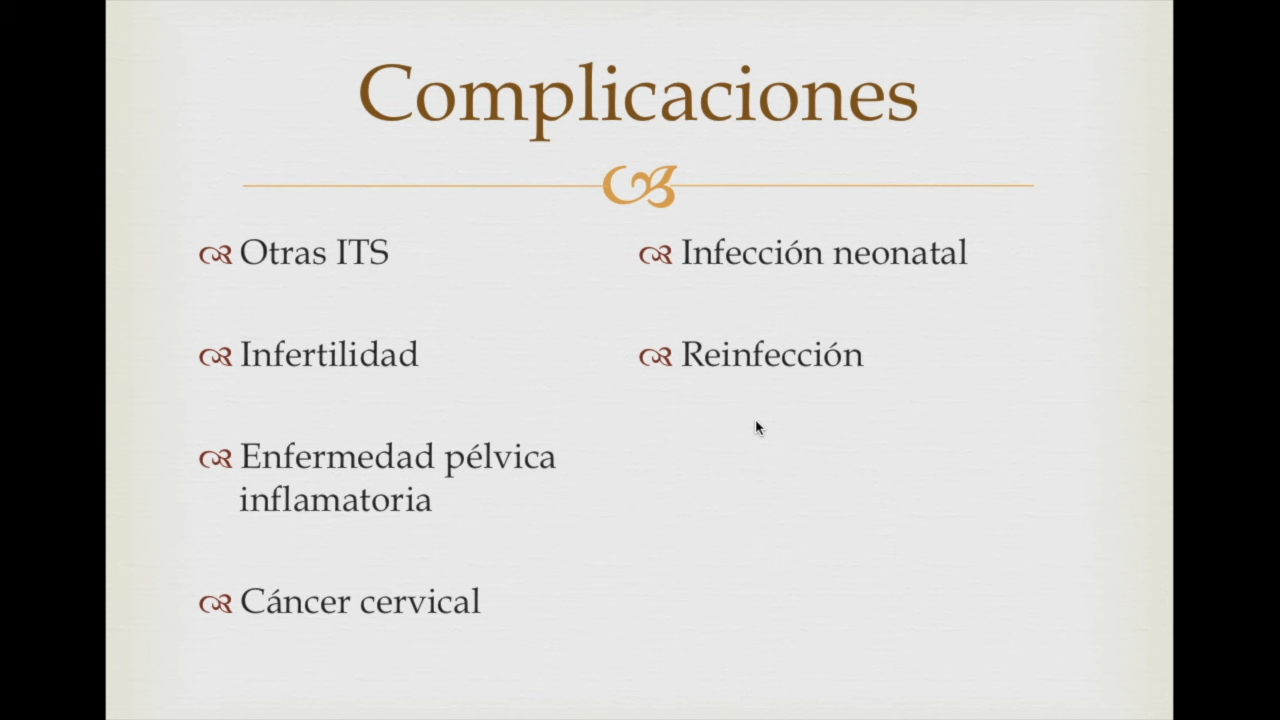 Complicaciones
Otras ITS
Infertilidad
Enfermedad pélvica
inflamatoria
Cáncer cervical
Infección neonatal
Reinfección